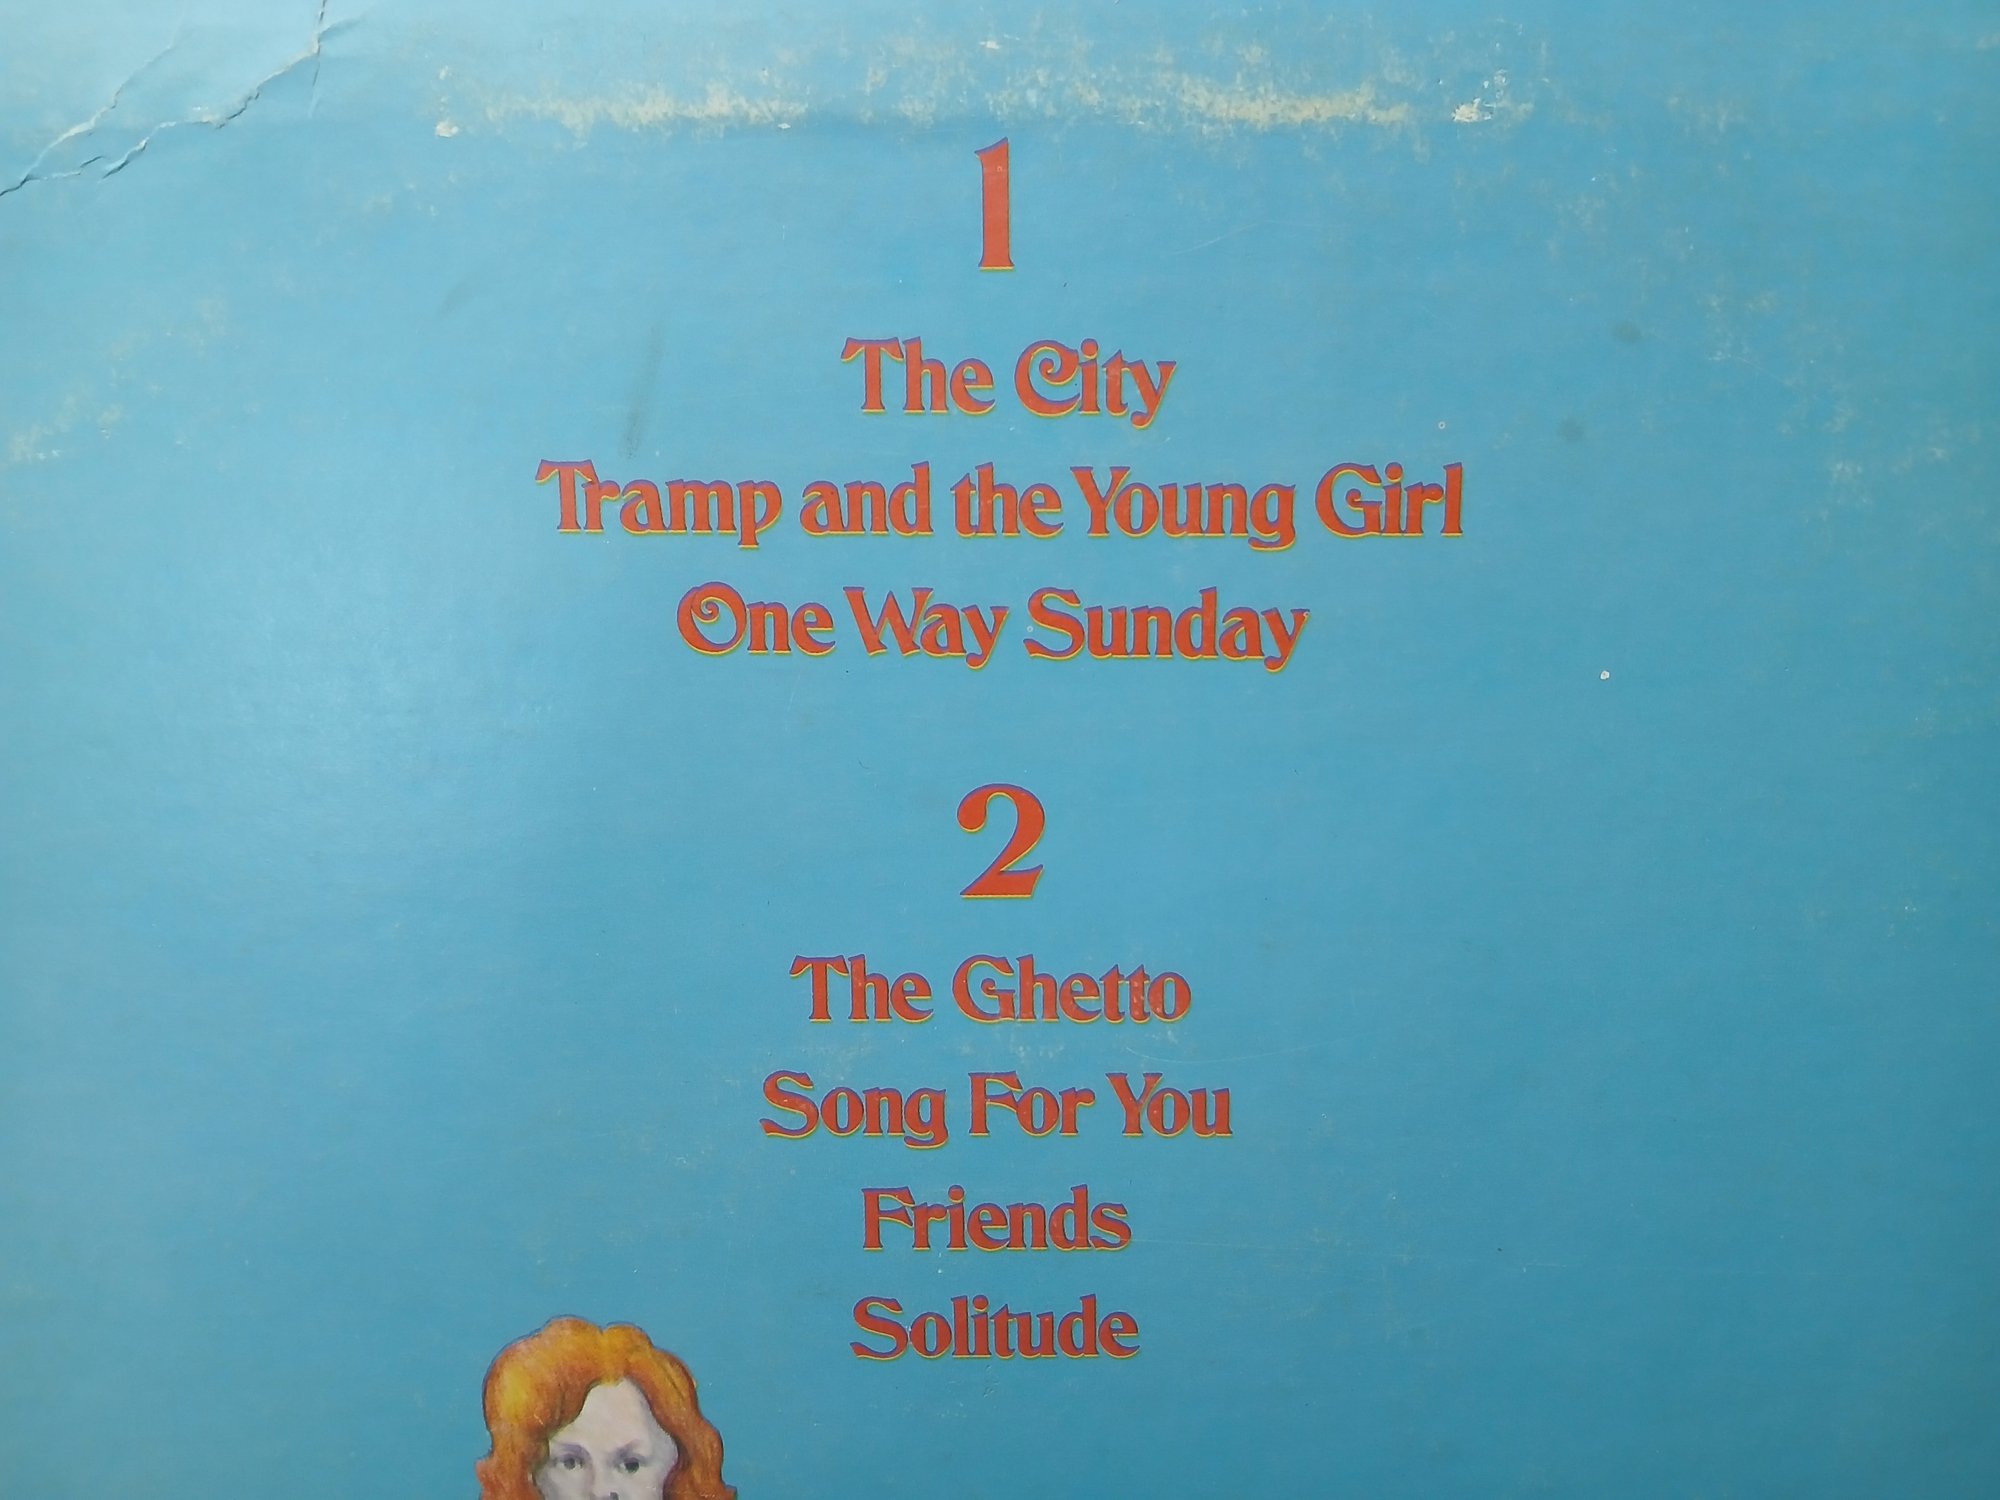 1
The City
Tramp and the Young Girl
One Way Sunday
2
The Ghetto
Song For You
Friends
Solitude